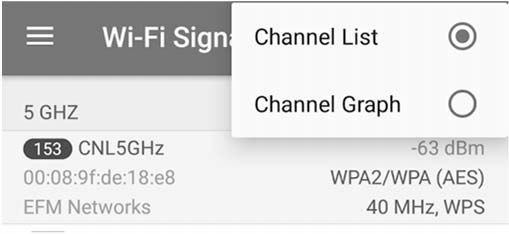 Wi-Fi Signa
Channel List
Channel Graph
5 GHZ
153 CNL5GHz -63 dBm
00:08:9f:de:18:e8 WPA2/WPA (AES)
EFM Networks 40 MHz, WPS